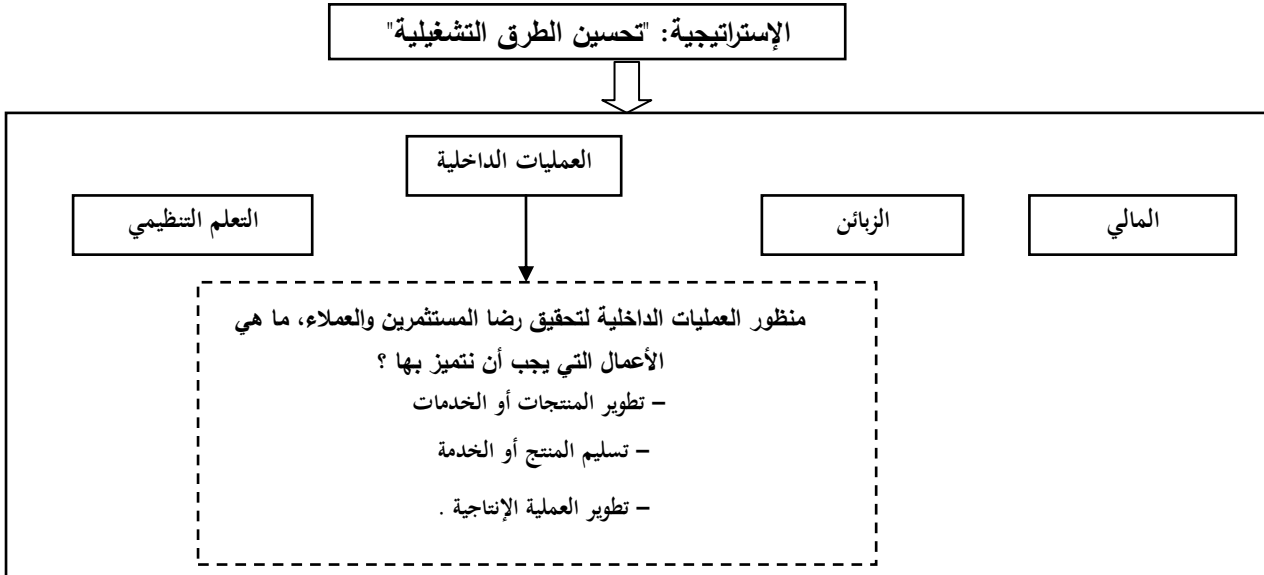 الإستراتيجية: "تحسين الطرق التشغيلية"
العمليات الداخلية
المالي
الزبائن
التعلم التنظيمي
منظور العمليات الداخلية لتحقيق رضا المستثمرين والعملاء، ما هي
الأعمال التي يجب أن نتميز بها ؟
– تطوير المنتجات أو الخدمات
– تسليم المنتج أو الخدمة
– تطوير العملية الإنتاجية .